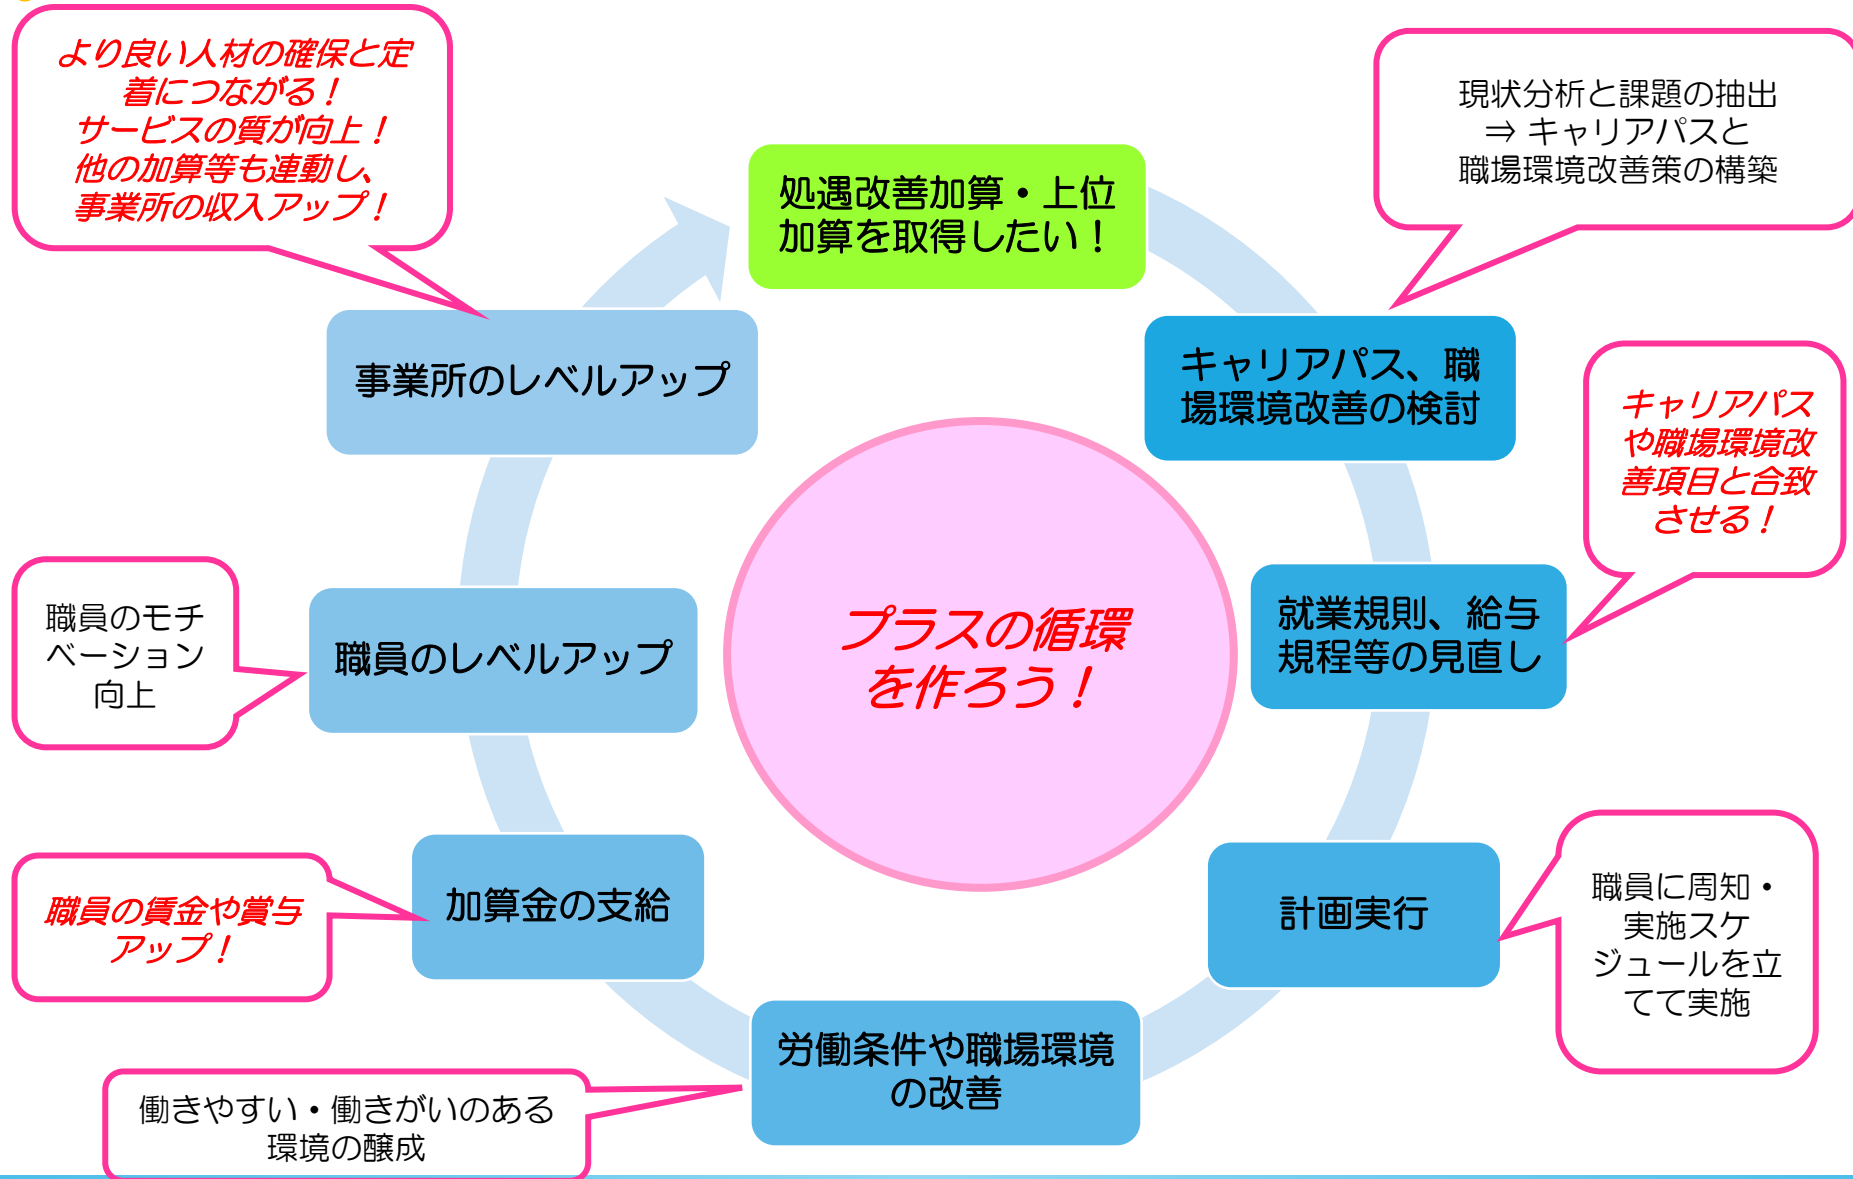 より良い人材の確保と定
着につながる！
サービスの質が向上！
他の加算等も連動し、
事業所の収入アップ！
現状分析と課題の抽出
⇒ キャリアパスと
職場環境改善策の構築
処遇改善加算・上位
加算を取得したい！
キャリアパス、職
場環境改善の検討
キャリアパス
や職場環境改
善項目と合致
させる！
就業規則、給与
規程等の見直し
計画実行
職員に周知・
実施スケ
ジュールを立
てて実施
労働条件や職場環境
の改善
働きやすい・働きがいのある
環境の醸成
加算金の支給
職員の賃金や賞与
アップ！
職員のレベルアップ
職員のモチ
ベーション
向上
事業所のレベルアップ
プラスの循環
を作ろう！